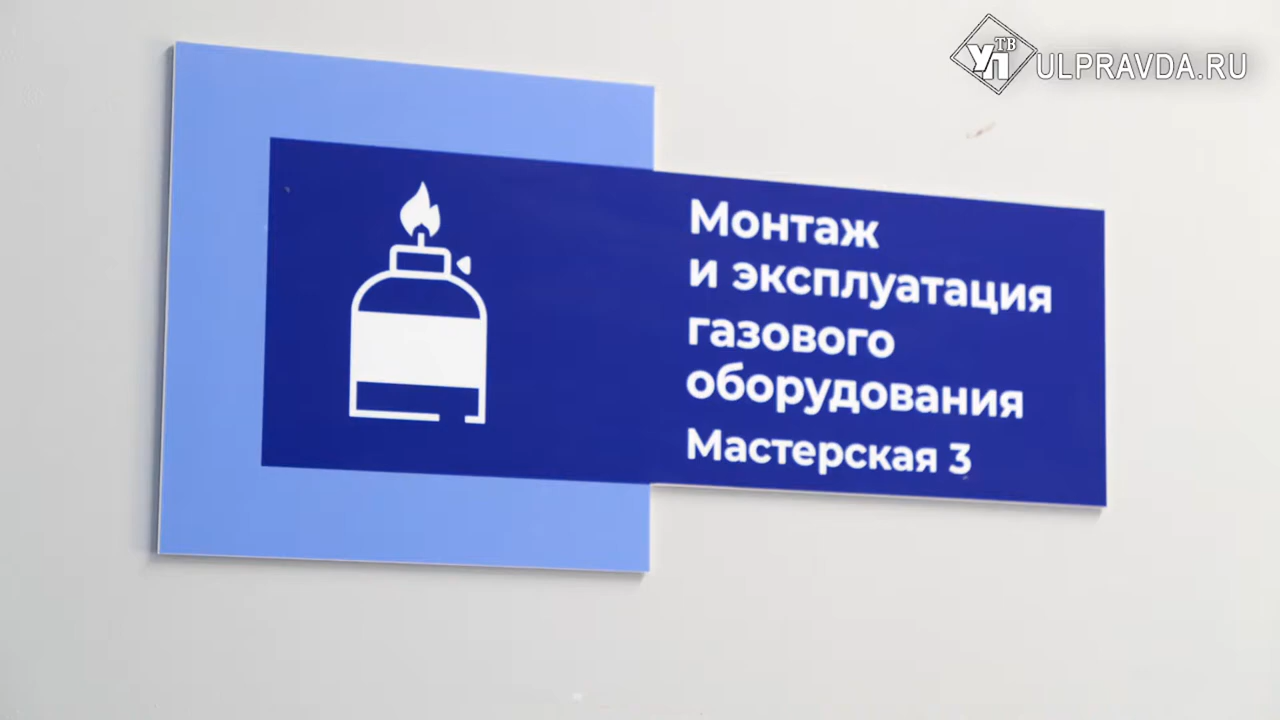 ТВ
УП
ULPRAVDA.RU
Монтаж
и эксплуатация
газового
оборудования
Мастерская 3